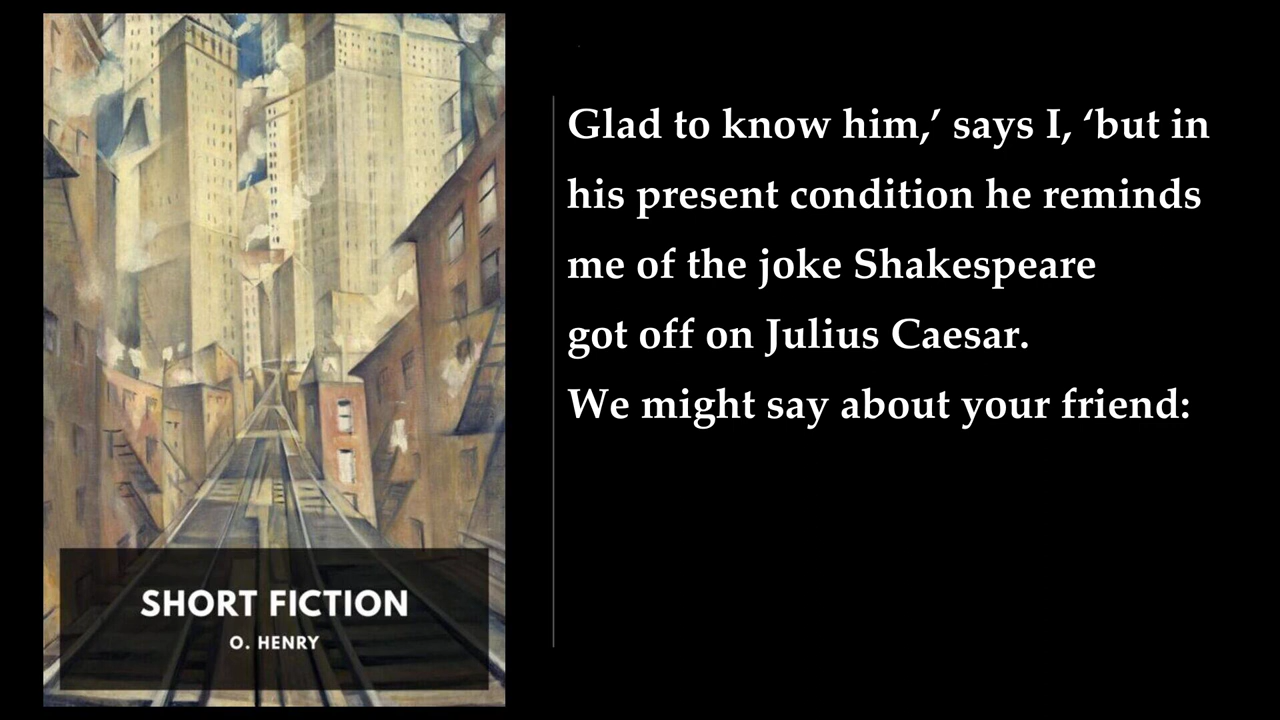 SHORT FICTION
O. HENRY
Glad to know him,’ says I, ‘but in
his present condition he reminds
me of the joke Shakespeare
got off on Julius Caesar.
We might say about your friend: